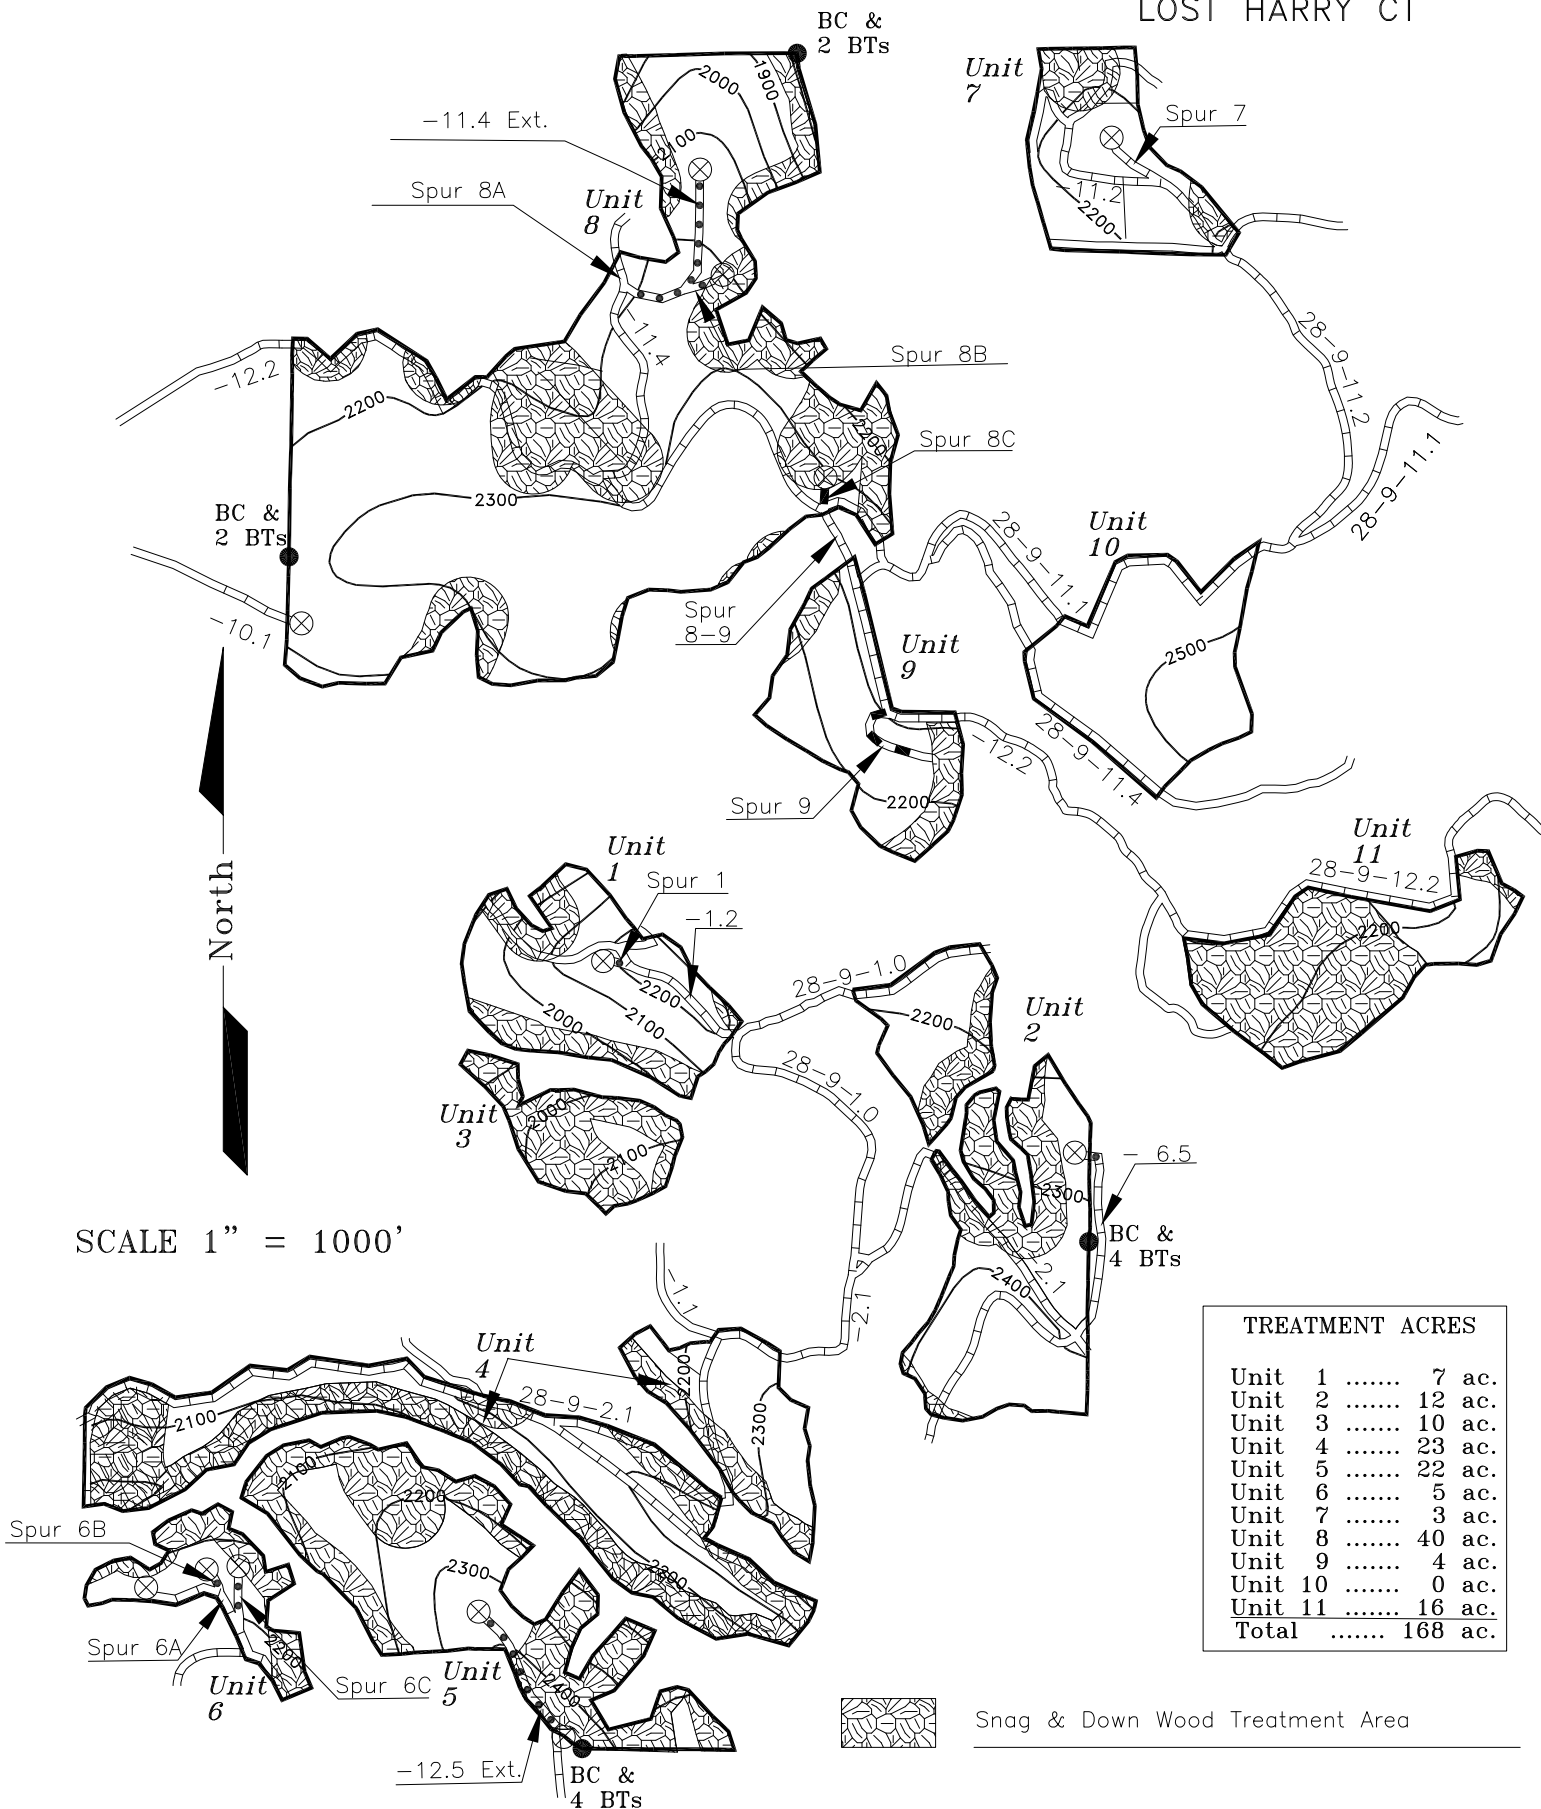 LOST HARRY CT
BC &
2 BTs
Unit
7
1900
2000
-11.4 Ext.
Spur 7
2100
Spur 8A
Unit
8
-11.2
2200
28-9-11.2
-11.4
Spur 8B
-12.2
2200
2200
28-9-11.1
Spur 8C
2300
BC &
2 BTs
28-9-11.1
Unit
10
Spur
8-9
-10.1
Unit
9
2500
28-9-11.4
-12.2
Spur 9
2200
Unit
11
28-9-12.2
2200
North
Unit
1
Spur 1
-1.2
2200
2100
2000
28-9-1.0
2200
Unit
2
28-9-1.0
Unit
3
2000
2100
- 6.5
2300
SCALE 1" = 1000'
BC &
4 BTs
2400
-2.1
-1.1
-2.1
TREATMENT ACRES
Unit 1 ....... 7 ac.
Unit 2 ....... 12 ac.
Unit 3 ....... 10 ac.
Unit 4 ....... 23 ac.
Unit 5 ....... 22 ac.
Unit 6 ....... 5 ac.
Unit 7 ....... 3 ac.
Unit 8 ....... 40 ac.
Unit 9 ....... 4 ac.
Unit 10 ....... 0 ac.
Unit 11 ....... 16 ac.
Total ....... 168 ac.
Unit
4
28-9-2.1
2200
2300
2100
2100
2200
2300
Spur 6B
Spur 6A
2200
Unit
6
Spur 6C
Unit
5
2400
-12.5 Ext.
BC &
4 BTs
Snag & Down Wood Treatment Area